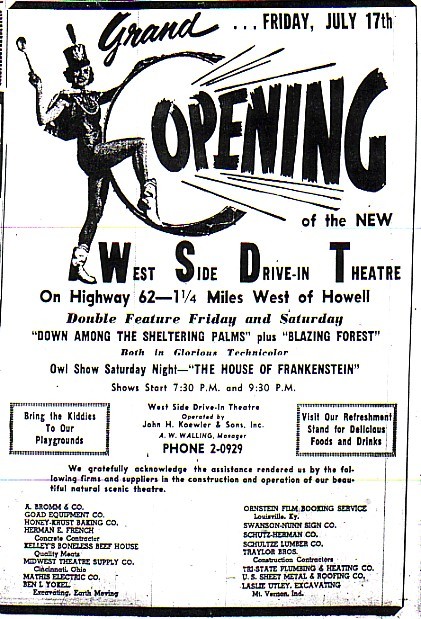 Grand ... FRIDAY, JULY 17th
OPENING
of the NEW
WEST SIDE DRIVE-IN THEATRE
On Highway 62—1¼ Miles West of Howell
Double Feature Friday and Saturday
"DOWN AMONG THE SHELTERING PALMS" plus "BLAZING FOREST"
Both in Glorious Technicolor
Owl Show Saturday Night—"THE HOUSE OF FRANKENSTEIN"
Shows Start 7:30 P.M. and 9:30 P.M.
Bring the Kiddies
To Our
Playgrounds
West Side Drive-In Theatre
Operated by
John H. Koewler & Sons, Inc.
A. W. WALLING, Manager
PHONE 2-0929
Visit Our Refreshment
Stand for Delicious
Foods and Drinks
We gratefully acknowledge the assistance rendered us by the fol-
lowing firms and suppliers in the construction and operation of our beau-
tiful natural scenic theatre.
A. BROMM & CO.
GOAD EQUIPMENT CO.
HONEY-KRUST BAKING CO.
HERMAN E. FRENCH
Concrete Contractor
KELLEY'S BONELESS BEEF HOUSE
Quality Meats
MIDWEST THEATRE SUPPLY CO.
Cincinnati, Ohio
MATHIS ELECTRIC CO.
BEN I. YOKEL
Excavating, Earth Moving
ORNSTEIN FILM BOOKING SERVICE
Louisville, Ky.
SWANSON-NUNN SIGN CO.
SCHUTZ-HERMAN CO.
SCHULTZE LUMBER CO.
TRAYLOR BROS.
Construction Contractors
TRI-STATE PLUMBING & HEATING CO.
U. S. SHEET METAL & ROOFING CO.
LASLIE UTLEY, EXCAVATING
Mt. Vernon, Ind.